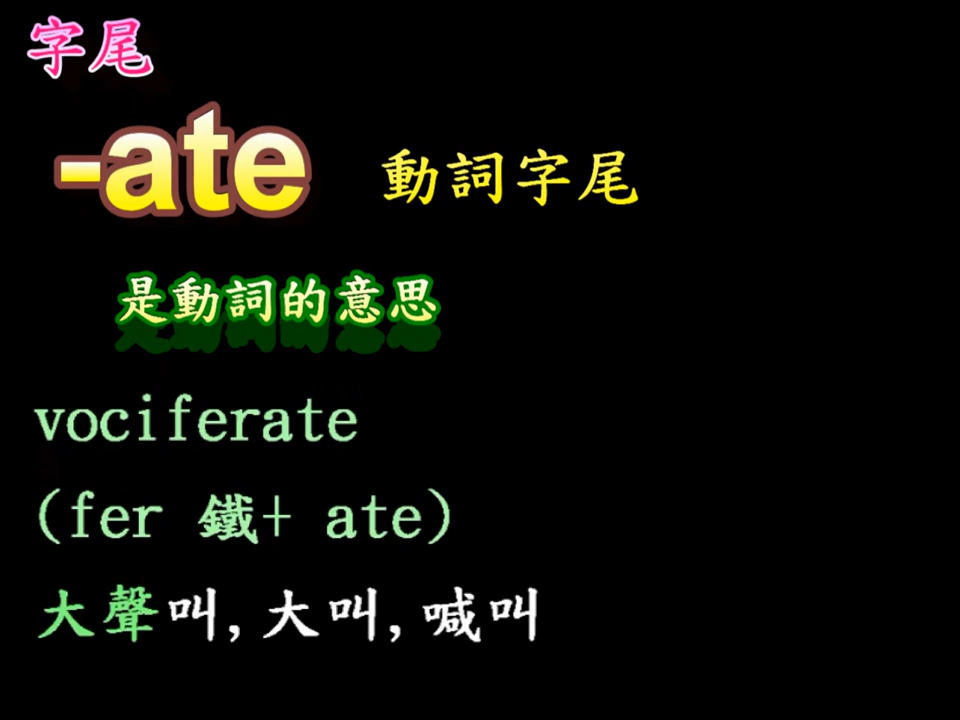 字尾
-ate 動詞字尾
是動詞的意思
vociferate
(fer 鐵+ ate)
大聲叫,大叫,喊叫